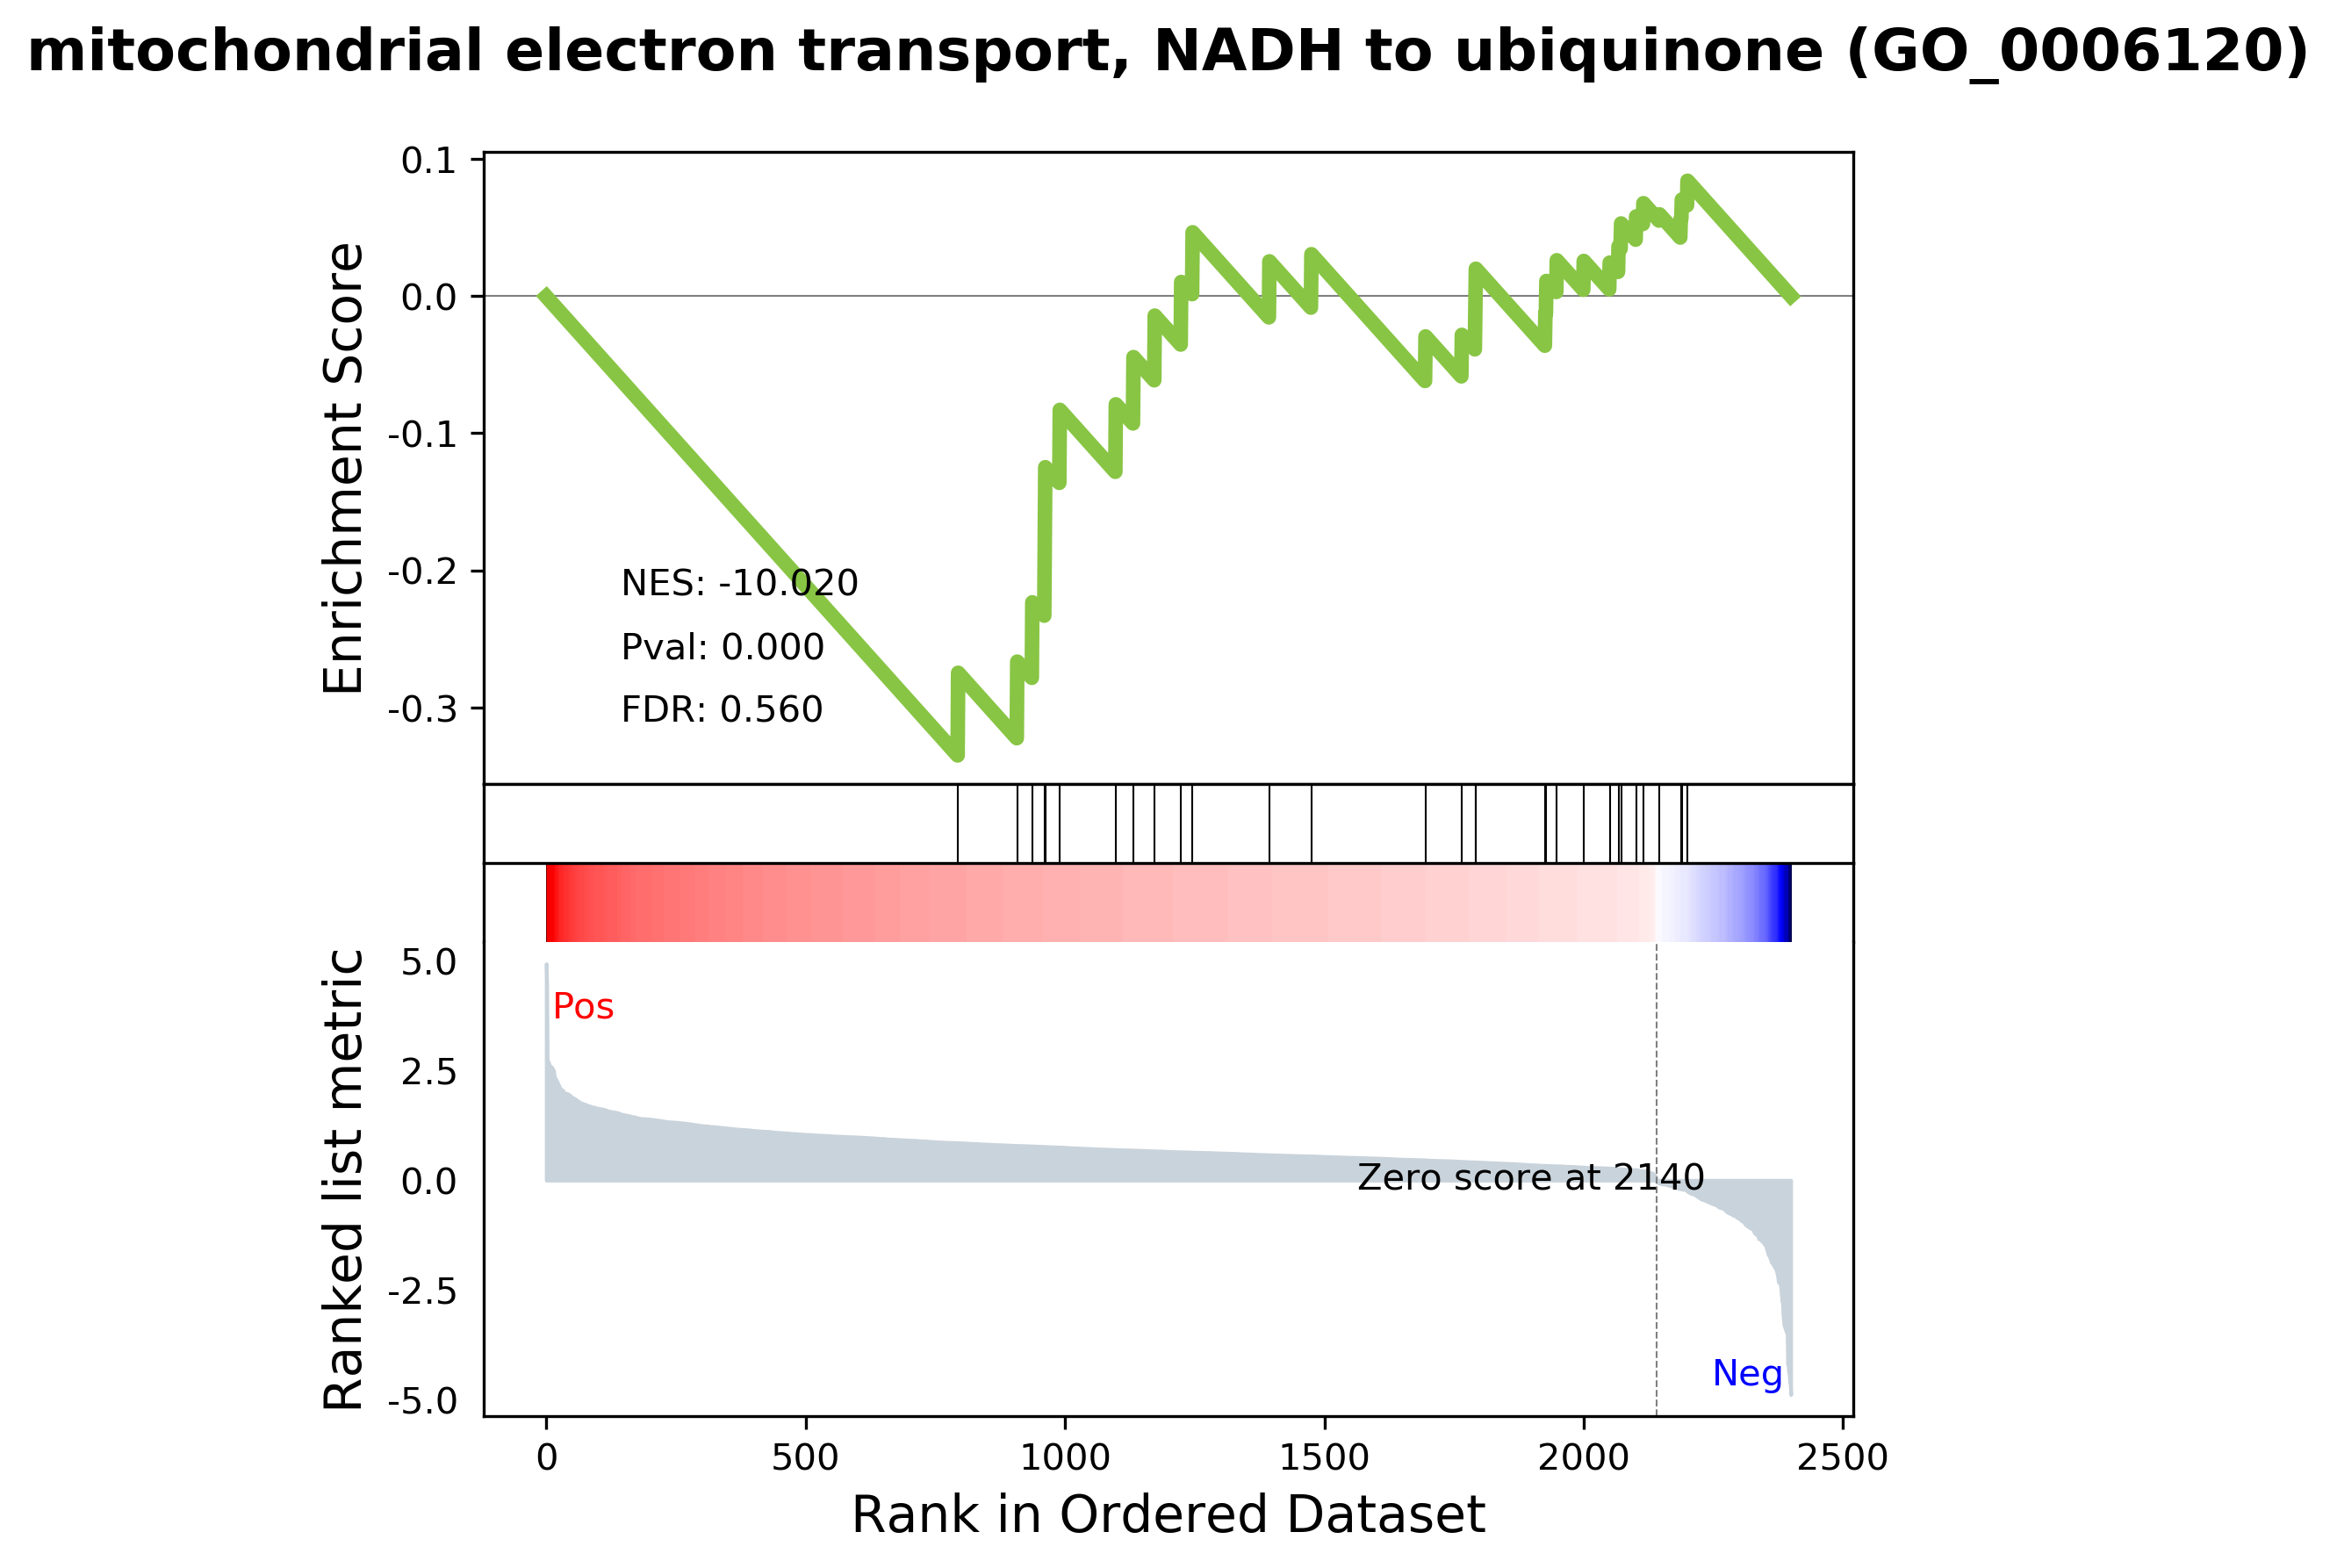 mitochondrial electron transport, NADH to ubiquinone (GO_0006120)
Enrichment Score
0.1
0.0
-0.1
-0.2
-0.3
NES: -10.020
Pval: 0.000
FDR: 0.560
Ranked list metric
5.0
2.5
0.0
-2.5
-5.0
Pos
Zero score at 2140
Neg
0 500 1000 1500 2000 2500
Rank in Ordered Dataset